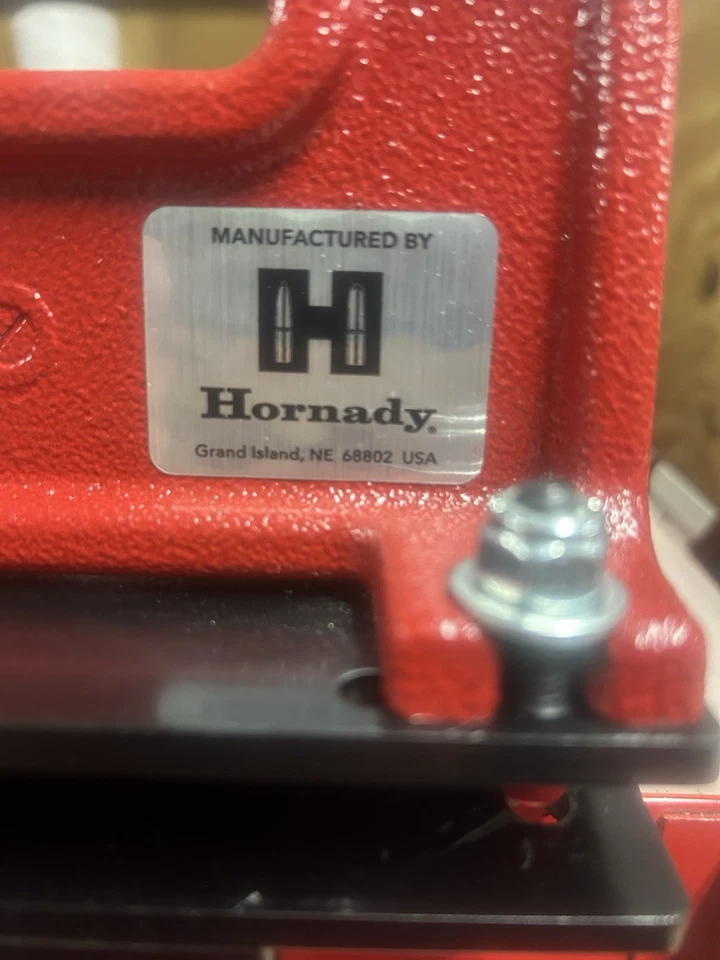 MANUFACTURED BY
H
Hornady®
Grand Island, NE 68802 USA